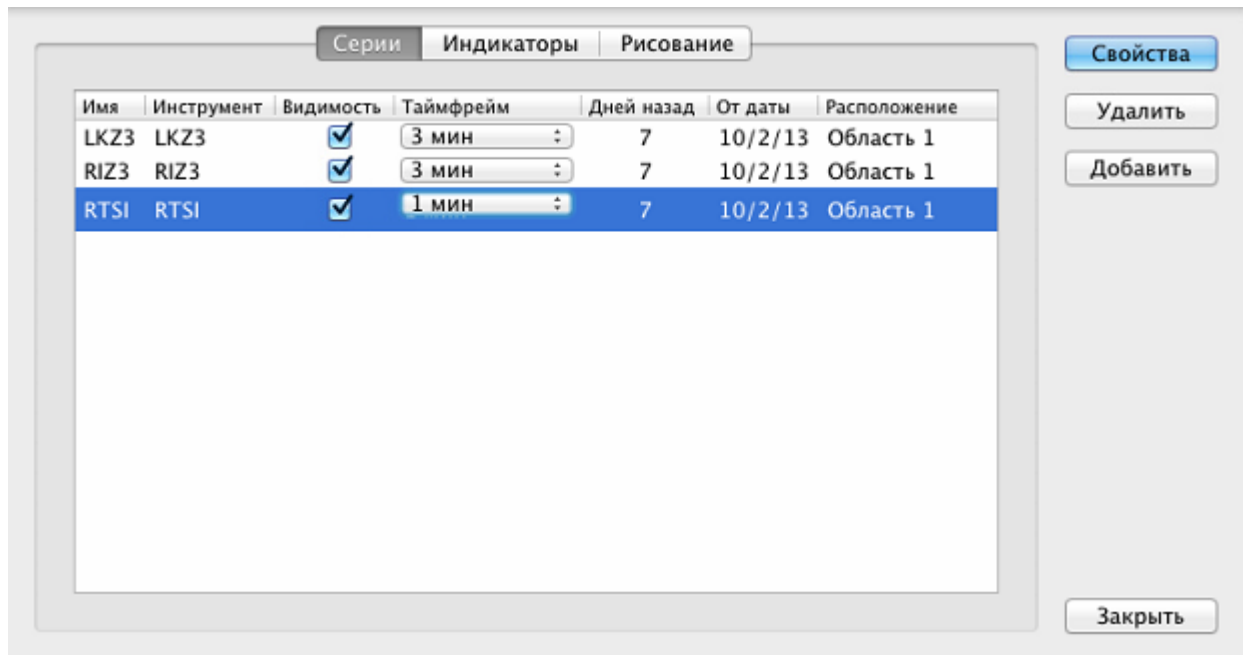 Серии Индикаторы Рисование
Свойства
Удалить
Добавить
Имя Инструмент Видимость Таймфрейм Дней назад От даты Расположение
LKZ3 LKZ3 3 мин 7 10/2/13 Область 1
RIZ3 RIZ3 3 мин 7 10/2/13 Область 1
RTSI RTSI 1 мин 7 10/2/13 Область 1
Закрыть